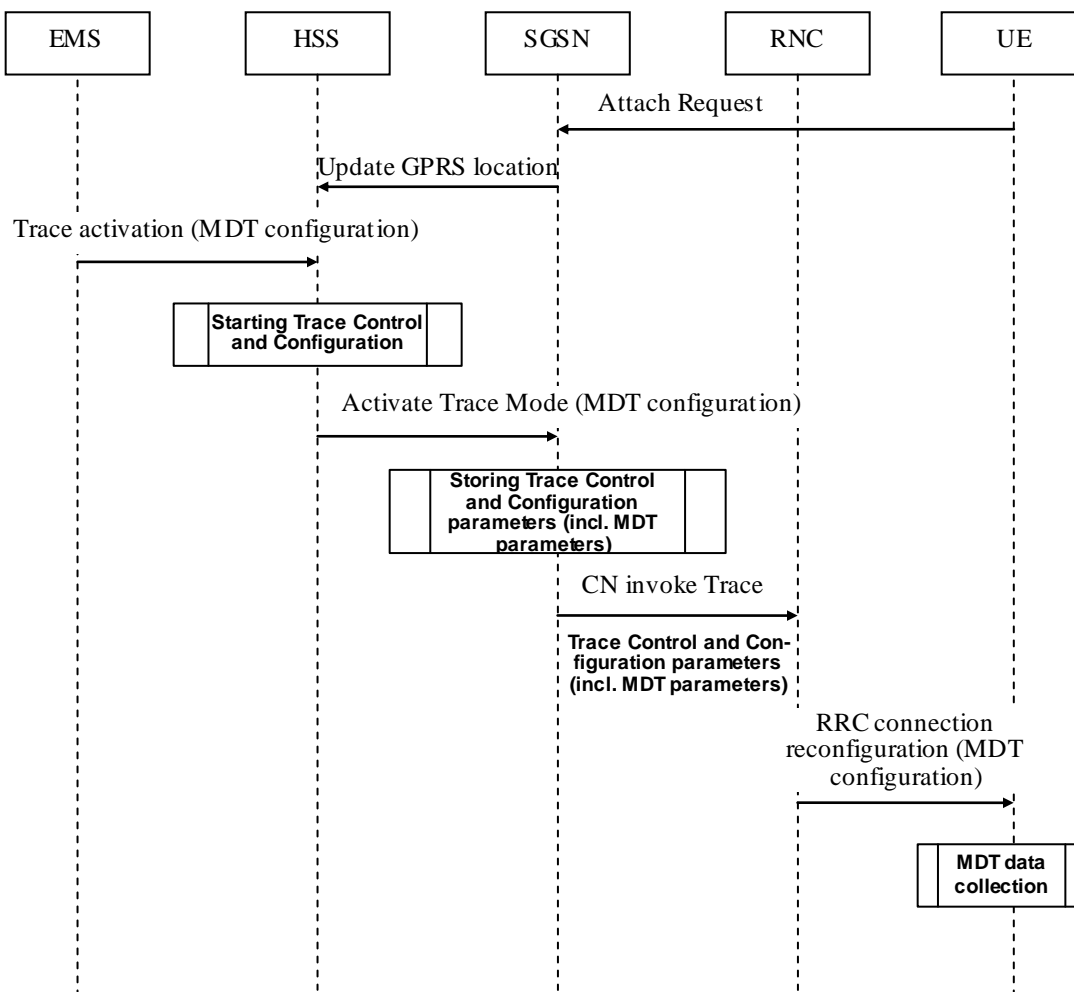 EMS
HSS
SGSN
RNC
UE
Attach Request
Update GPRS location
Trace activation (MDT configuration)
Starting Trace Control
and Configuration
Activate Trace Mode (MDT configuration)
Storing Trace Control
and Configuration
parameters (incl. MDT
parameters)
CN invoke Trace
Trace Control and Con-
figuration parameters
(incl. MDT parameters)
RRC connection
reconfiguration (MDT
configuration)
MDT data
collection